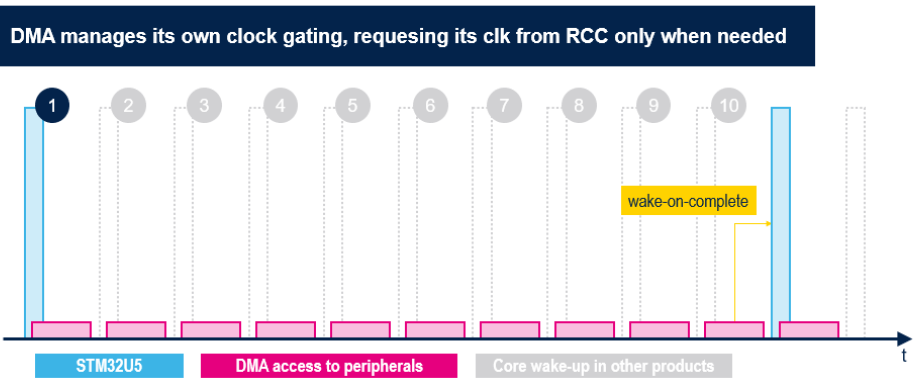 DMA manages its own clock gating, requesing its clk from RCC only when needed
1 2 3 4 5 6 7 8 9 10
wake-on-complete
t
STM32U5 DMA access to peripherals Core wake-up in other products